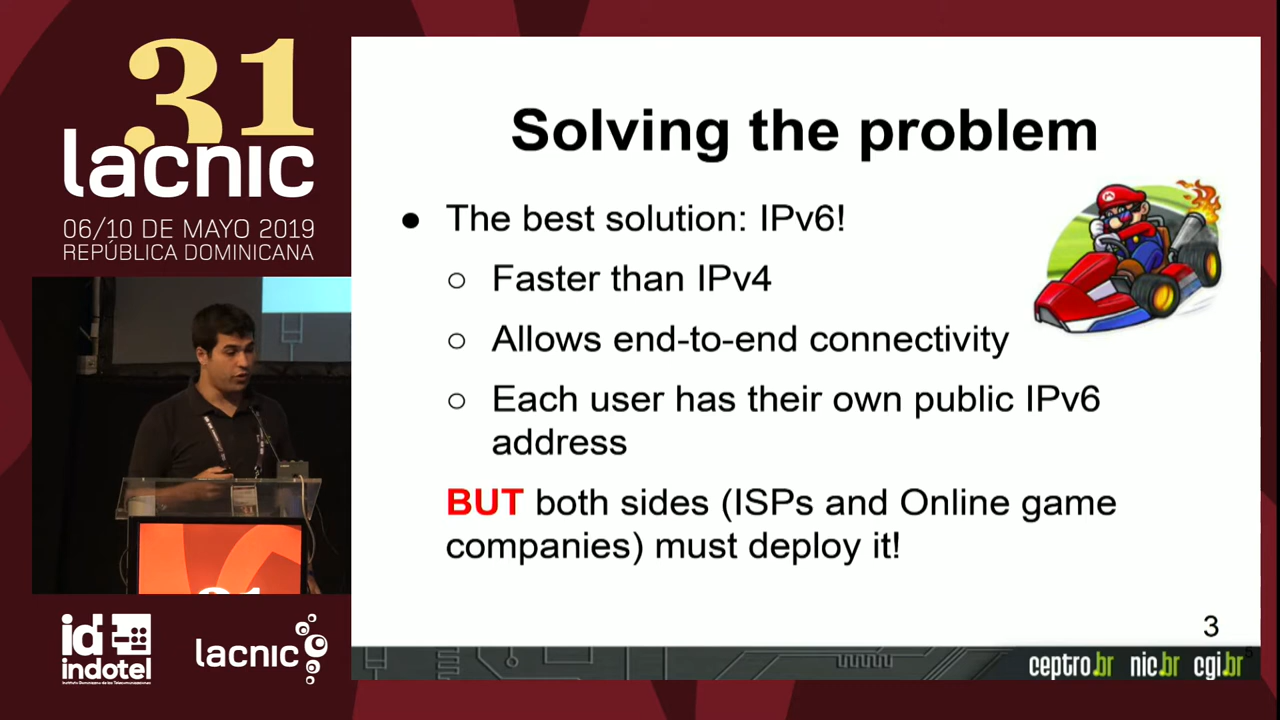 31
lacnic
06/10 DE MAYO 2019
REPÚBLICA DOMINICANA
Solving the problem
● The best solution: IPv6!
○ Faster than IPv4
○ Allows end-to-end connectivity
○ Each user has their own public IPv6
address
BUT both sides (ISPs and Online game
companies) must deploy it!
3
id
indotel
Instituto Dominicano de las Telecomunicaciones
lacnic
ceptro.br nic.br cgi.br